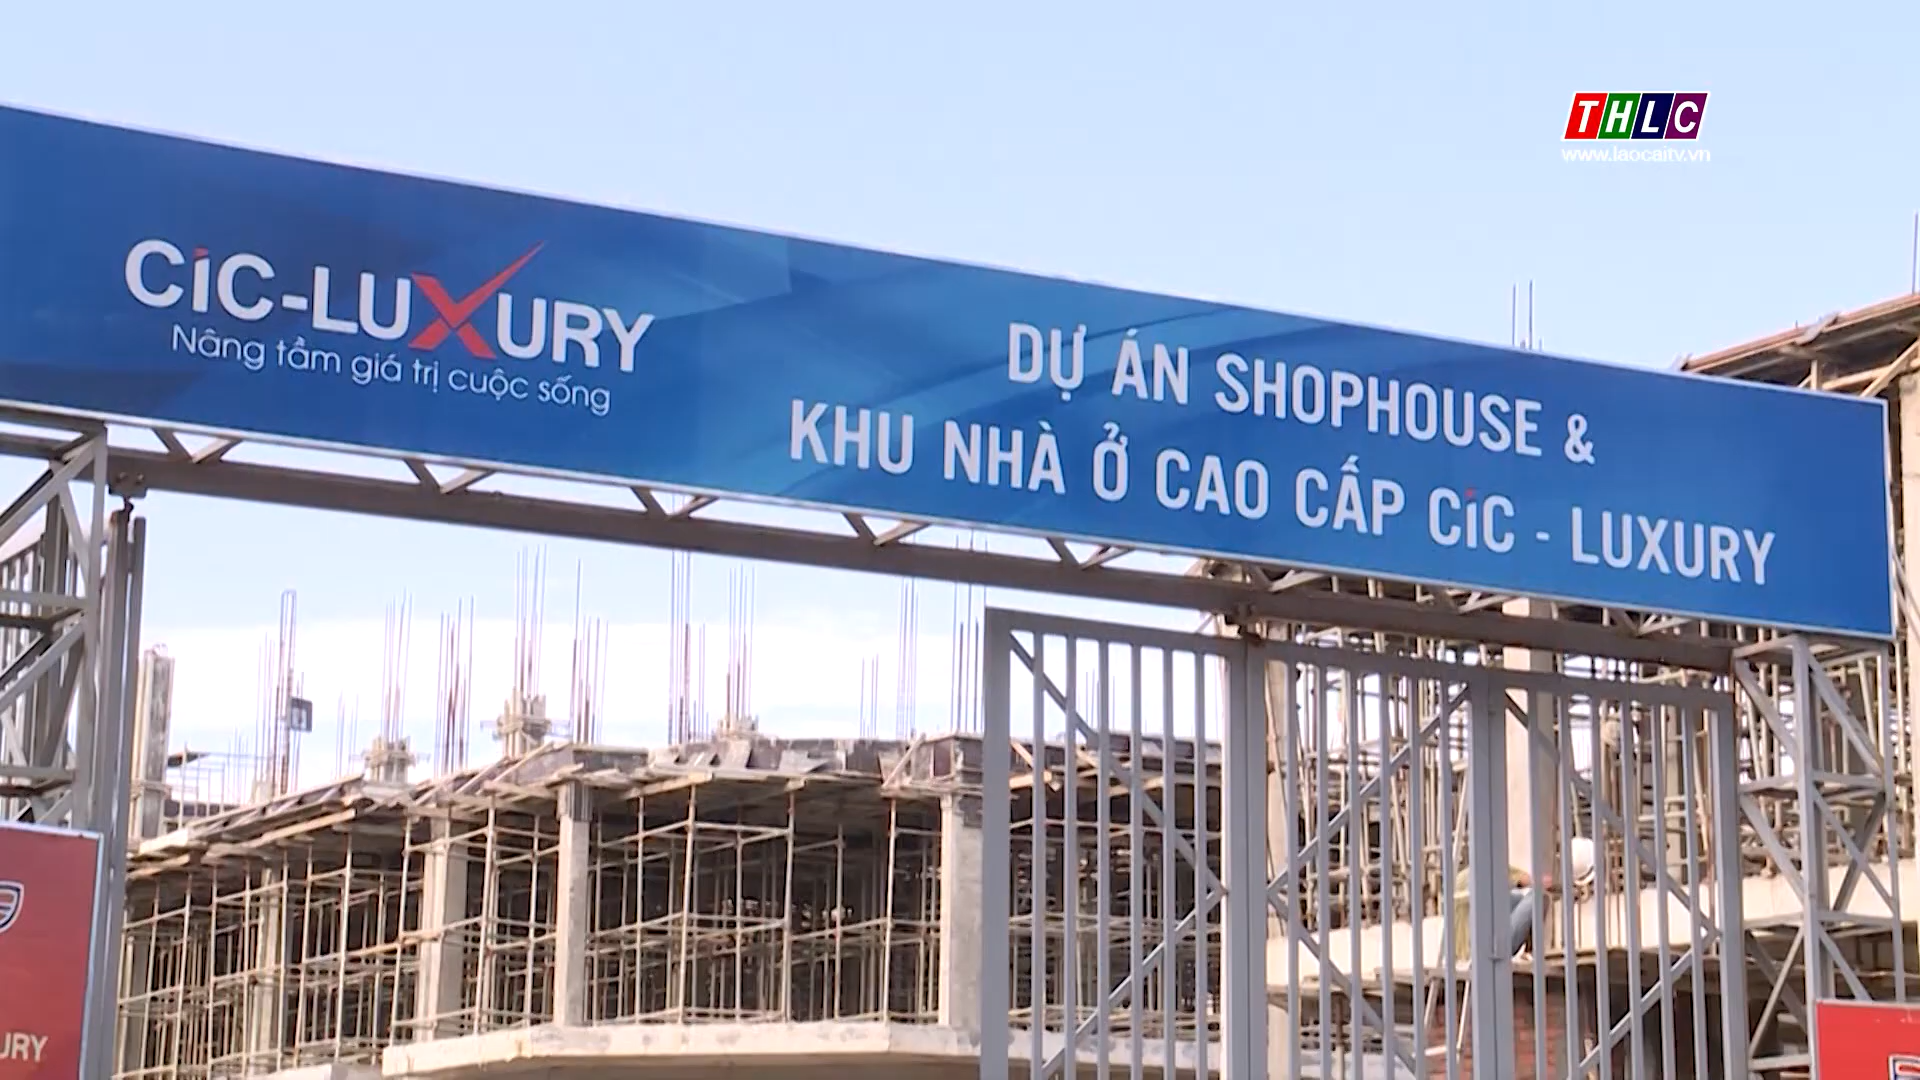 THLC
www.laocaitv.vn
CiC-LUXURY
Nâng tầm giá trị cuộc sống
DỰ ÁN SHOPHOUSE &
KHU NHÀ Ở CAO CẤP CiC - LUXURY
URY